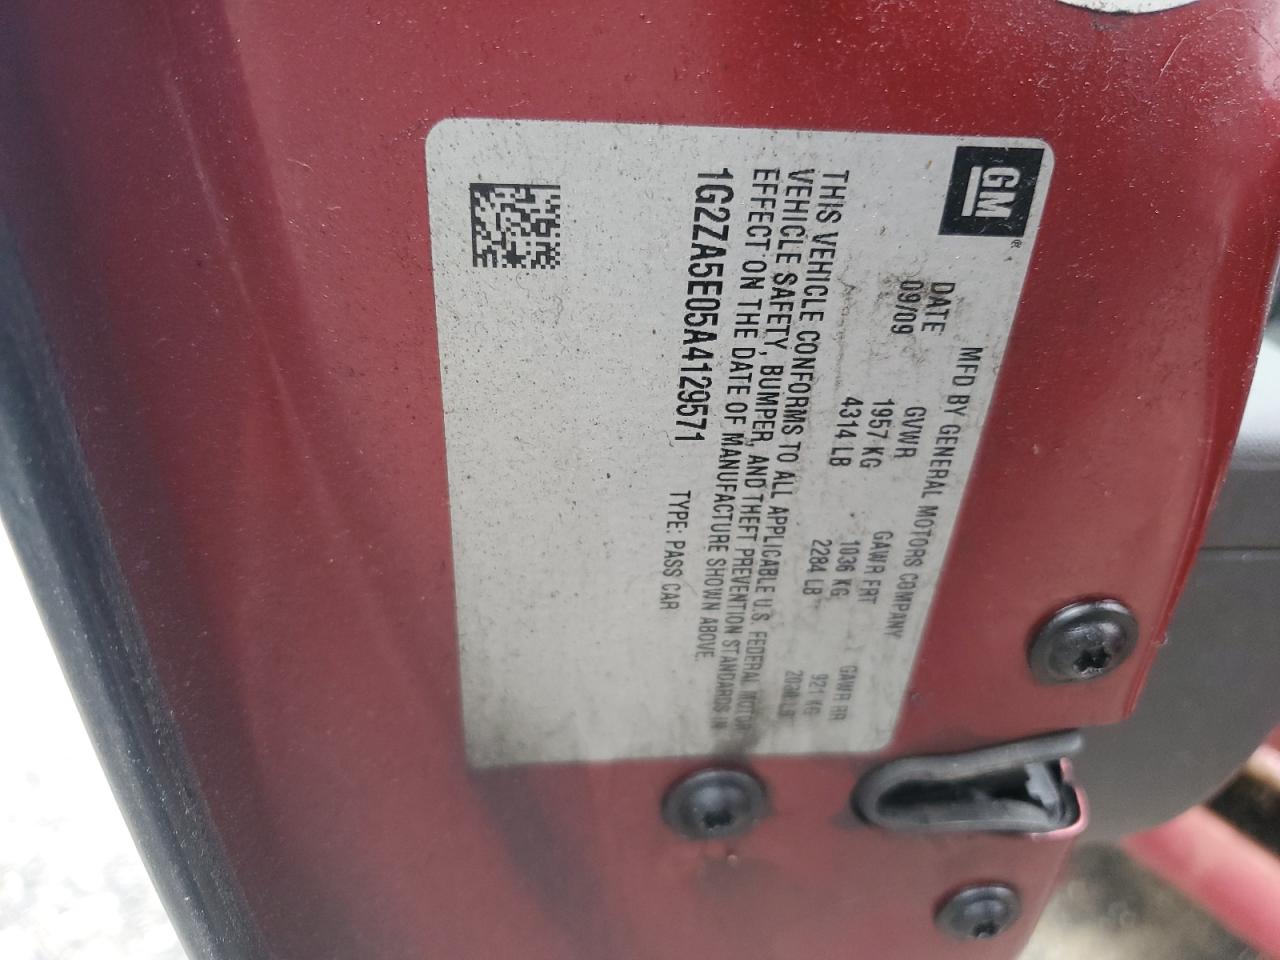 GM
®
MFD BY GENERAL MOTORS COMPANY
DATE GVWR GAWR FRT GAWR RR
09/09 1957 KG 1036 KG 921 KG
4314 LB 2284 LB LB
THIS VEHICLE CONFORMS TO ALL APPLICABLE U.S. FEDERAL MOTOR
VEHICLE SAFETY, BUMPER, AND THEFT PREVENTION STANDARDS IN
EFFECT ON THE DATE OF MANUFACTURE SHOWN ABOVE.
1G2ZA5E05A4129571 TYPE: PASS CAR